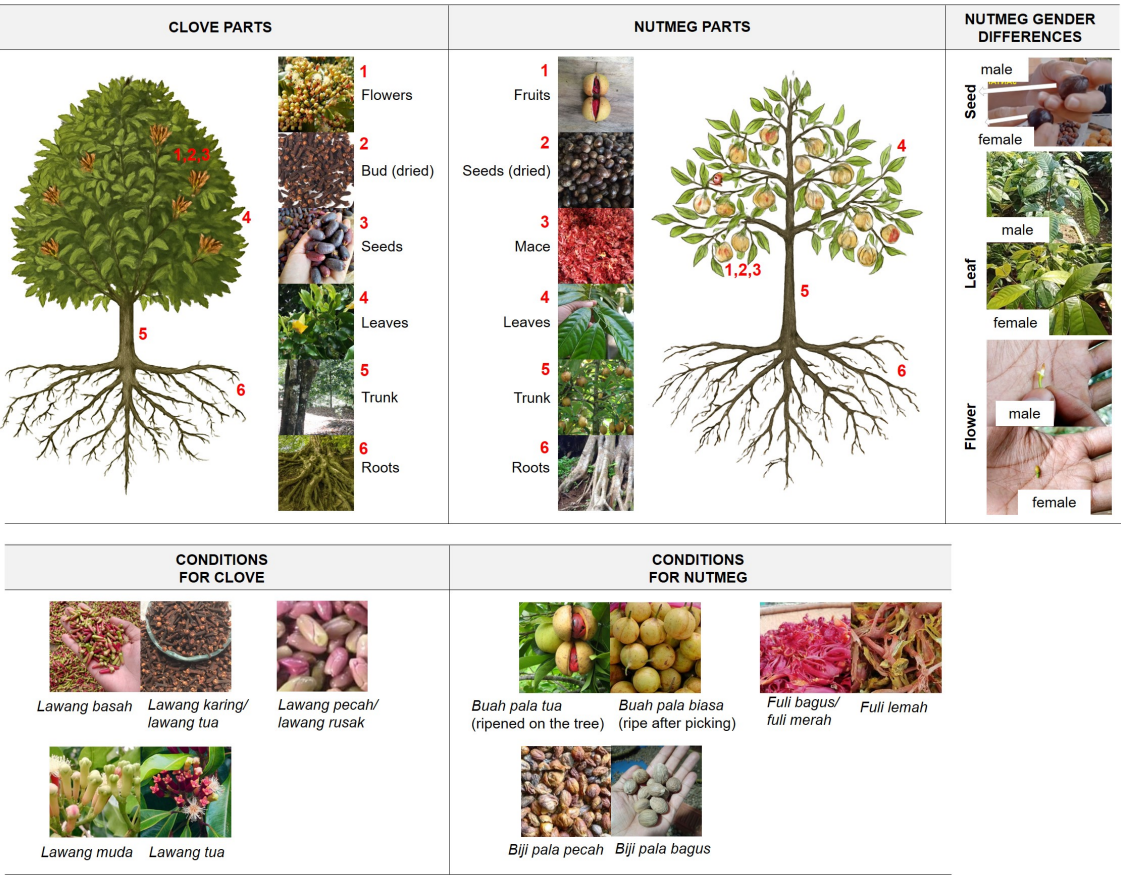 CLOVE PARTS
NUTMEG PARTS
NUTMEG GENDER
DIFFERENCES
1
Flowers
2
Bud (dried)
3
Seeds
4
Leaves
5
Trunk
6
Roots
1,2,3
4
5
6
1
Fruits
2
Seeds (dried)
3
Mace
4
Leaves
5
Trunk
6
Roots
4
1,2,3
5
6
Seed
male
female
Leaf
male
female
Flower
male
female
CONDITIONS
FOR CLOVE
CONDITIONS
FOR NUTMEG
Lawang basah
Lawang karing/
lawang tua
Lawang pecah/
lawang rusak
Lawang muda
Lawang tua
Buah pala tua
(ripened on the tree)
Buah pala biasa
(ripe after picking)
Fuli bagus/
fuli merah
Fuli lemah
Biji pala pecah
Biji pala bagus